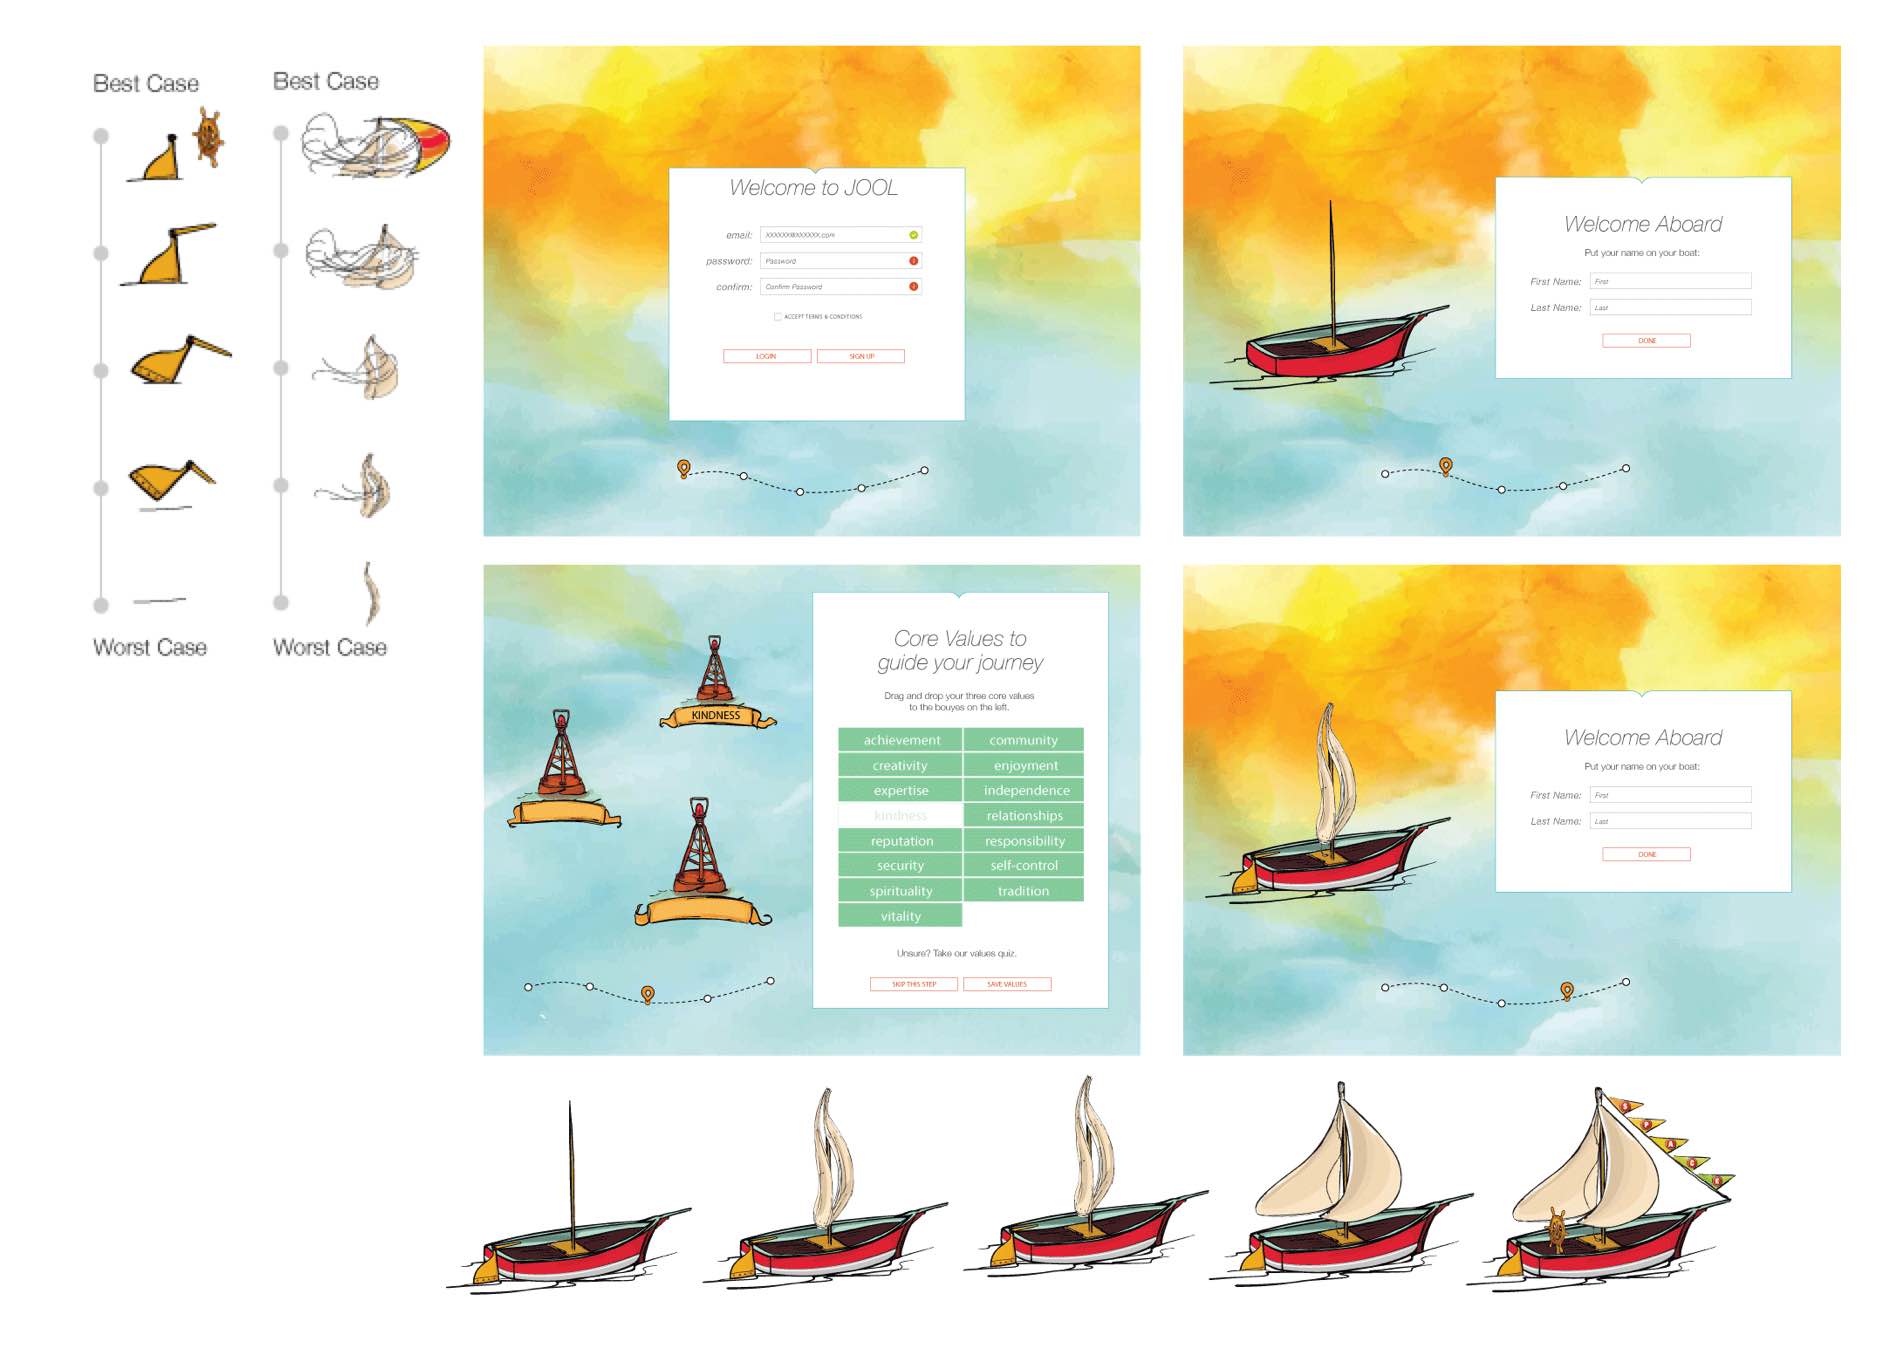 Best Case
Worst Case
Best Case
Worst Case
Welcome to JOOL
email:
XXXXXX@XXXXXXX.com
password:
Password
confirm:
Confirm Password
ACCEPT TERMS & CONDITIONS
LOGIN
SIGN UP
Welcome Aboard
Put your name on your boat:
First Name:
First
Last Name:
Last
DONE
KINDNESS
Core Values to
guide your journey
Drag and drop your three core values
to the bouyes on the left.
achievement
community
creativity
enjoyment
expertise
independence
kindness
relationships
reputation
responsibility
security
self-control
spirituality
tradition
vitality
Unsure? Take our values quiz.
SKIP THIS STEP
SAVE VALUES
Welcome Aboard
Put your name on your boat:
First Name:
First
Last Name:
Last
DONE
S
P
A
C
E